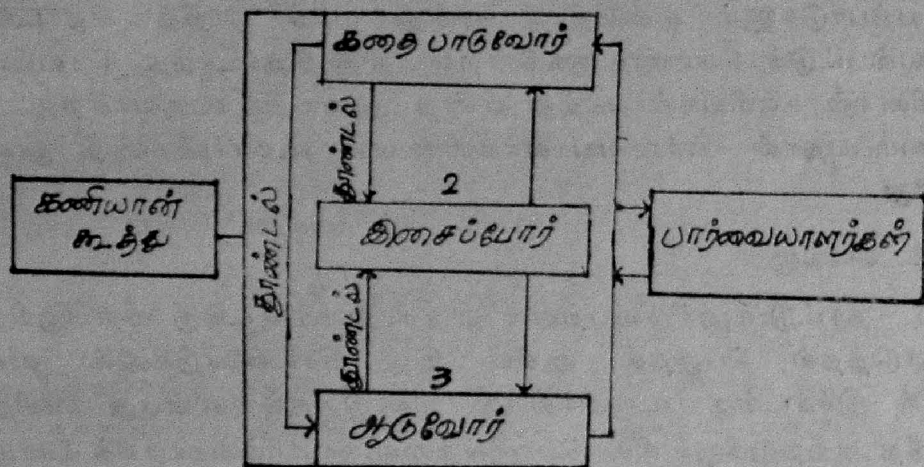 கதை பாடுவோர்
தூண்டல்
தூண்டல்
2
இசைப்போர்
கணியான்
கூத்து
பார்வையாளர்கள்
தூண்டல்
3
ஆடுவோர்